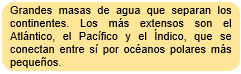 Grandes masas de agua que separan los
continentes. Los más extensos son el
Atlántico, el Pacífico y el Índico, que se
conectan entre sí por océanos polares más
pequeños.